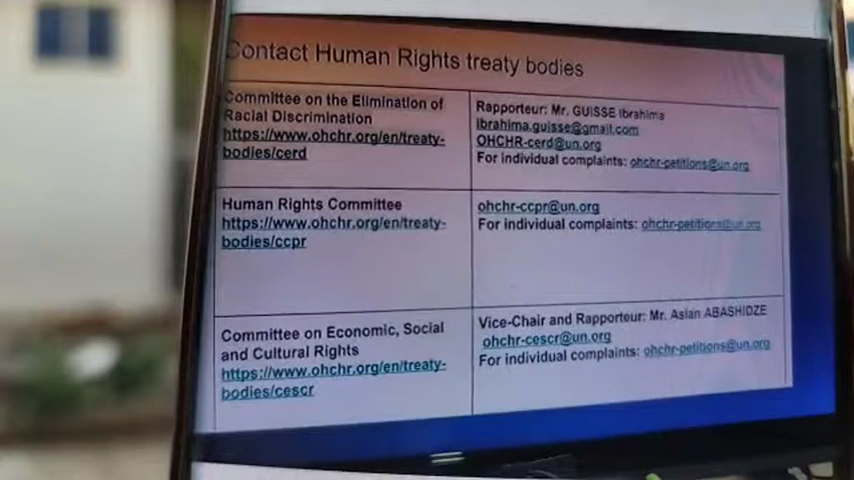 Contact Human Rights treaty bodies
Committee on the Elimination of
Racial Discrimination
https://www.ohchr.org/en/treaty-
bodies/cerd
Rapporteur: Mr. GUISSE Ibrahima
Ibrahima.guisse@gmail.com
OHCHR-cerd@un.org
For individual complaints: ohchr-petitions@un.org
Human Rights Committee
https://www.ohchr.org/en/treaty-
bodies/ccpr
ohchr-ccpr@un.org
For individual complaints: ohchr-petitions@un.org
Committee on Economic, Social
and Cultural Rights
https://www.ohchr.org/en/treaty-
bodies/cescr
Vice-Chair and Rapporteur: Mr. Aslan ABASHIDZE
ohchr-cescr@un.org
For individual complaints: ohchr-petitions@un.org